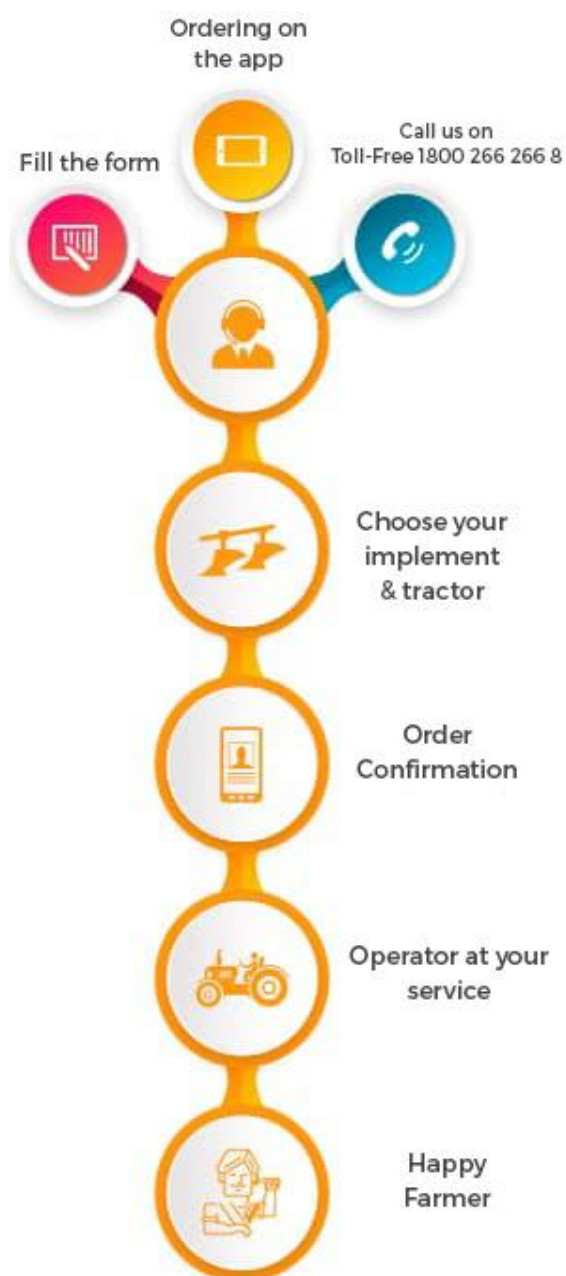 Ordering on
the app
Fill the form
Call us on
Toll-Free 1800 266 266 8
Choose your
implement
& tractor
Order
Confirmation
Operator at your
service
Happy
Farmer